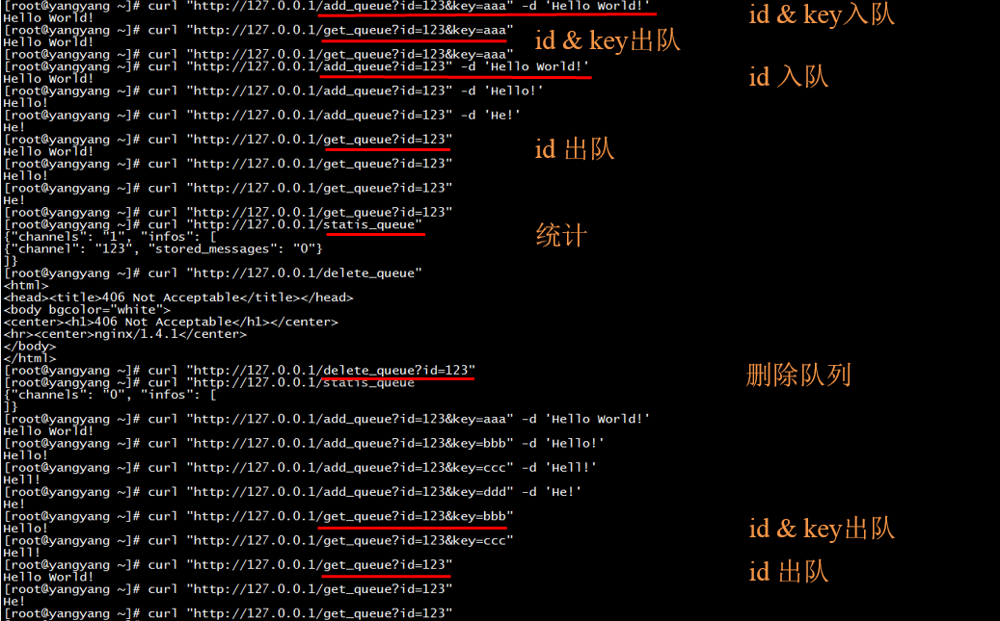 [root@yangyang ~]# curl "http://127.0.0.1/add_queue?id=123&key=aaa" -d 'Hello World!' id & key入队
Hello World!
[root@yangyang ~]# curl "http://127.0.0.1/get_queue?id=123&key=aaa" id & key出队
Hello World!
[root@yangyang ~]# curl "http://127.0.0.1/get_queue?id=123&key=aaa"
[root@yangyang ~]# curl "http://127.0.0.1/add_queue?id=123" -d 'Hello World!' id 入队
Hello World!
[root@yangyang ~]# curl "http://127.0.0.1/add_queue?id=123" -d 'Hello!'
Hello!
[root@yangyang ~]# curl "http://127.0.0.1/add_queue?id=123" -d 'He!'
He!
[root@yangyang ~]# curl "http://127.0.0.1/get_queue?id=123" id 出队
Hello World!
[root@yangyang ~]# curl "http://127.0.0.1/get_queue?id=123"
Hello!
[root@yangyang ~]# curl "http://127.0.0.1/get_queue?id=123"
He!
[root@yangyang ~]# curl "http://127.0.0.1/get_queue?id=123"
[root@yangyang ~]# curl "http://127.0.0.1/statis_queue" 统计
{"channels": "1", "infos": [
{"channel": "123", "stored_messages": "0"}
]}
[root@yangyang ~]# curl "http://127.0.0.1/delete_queue"
<html>
<head><title>406 Not Acceptable</title></head>
<body bgcolor="white">
<center><h1>406 Not Acceptable</h1></center>
<hr><center>nginx/1.4.1</center>
</body>
</html>
[root@yangyang ~]# curl "http://127.0.0.1/delete_queue?id=123" 删除队列
[root@yangyang ~]# curl "http://127.0.0.1/statis_queue"
{"channels": "0", "infos": [
]}
[root@yangyang ~]# curl "http://127.0.0.1/add_queue?id=123&key=aaa" -d 'Hello World!'
Hello World!
[root@yangyang ~]# curl "http://127.0.0.1/add_queue?id=123&key=bbb" -d 'Hello!'
Hello!
[root@yangyang ~]# curl "http://127.0.0.1/add_queue?id=123&key=ccc" -d 'Hell!'
Hell!
[root@yangyang ~]# curl "http://127.0.0.1/add_queue?id=123&key=ddd" -d 'He!'
He!
[root@yangyang ~]# curl "http://127.0.0.1/get_queue?id=123&key=bbb" id & key出队
Hello!
[root@yangyang ~]# curl "http://127.0.0.1/get_queue?id=123&key=ccc"
Hell!
[root@yangyang ~]# curl "http://127.0.0.1/get_queue?id=123" id 出队
Hello World!
[root@yangyang ~]# curl "http://127.0.0.1/get_queue?id=123"
He!
[root@yangyang ~]# curl "http://127.0.0.1/get_queue?id=123"